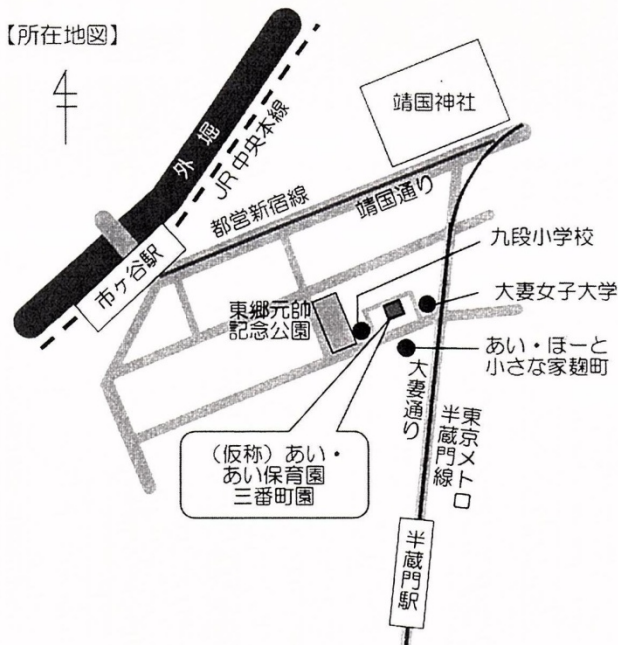 【所在地図】
靖国神社
外堀
JR中央本線
都営新宿線
靖国通り
市ヶ谷駅
九段小学校
東郷元帥
記念公園
大妻女子大学
あい・ほーと
小さな家麹町
大妻通り
東京メトロ
半蔵門線
（仮称）あい・
あい保育園
三番町園
半蔵門駅